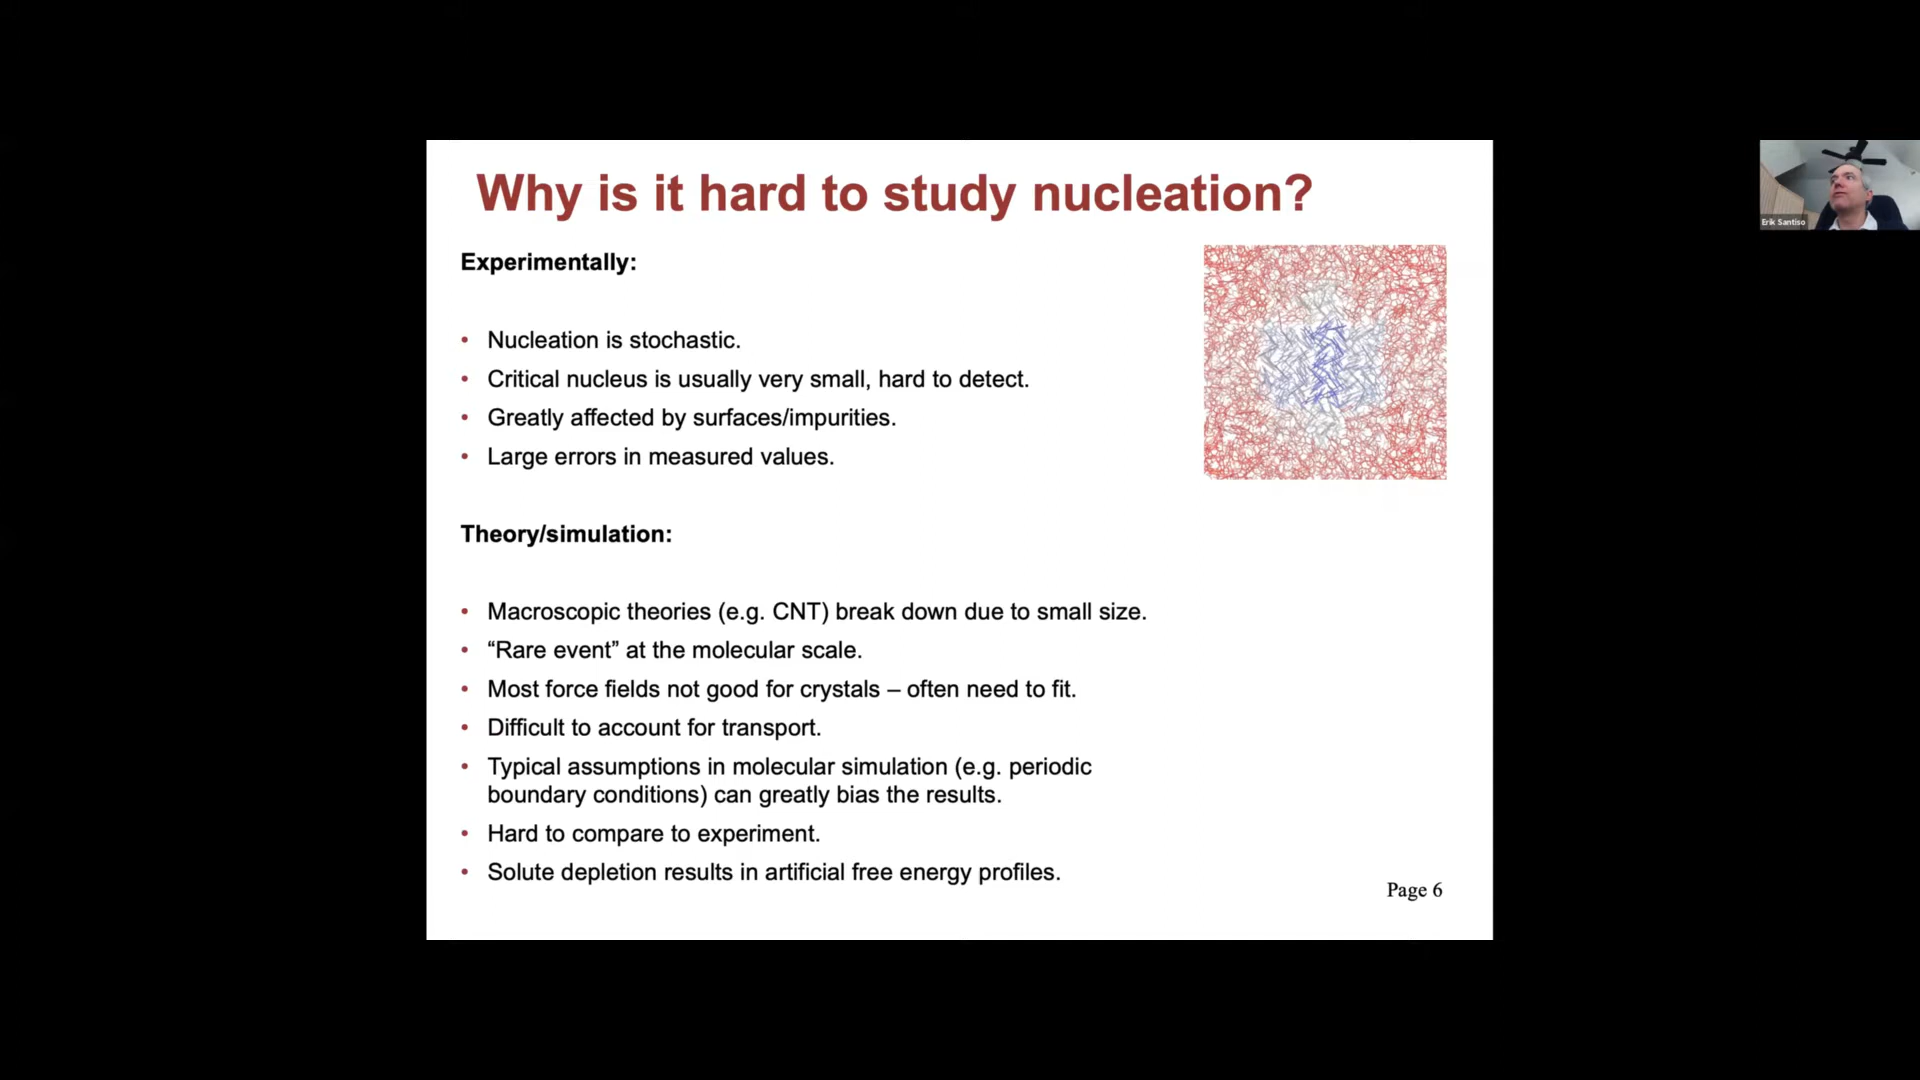 Why is it hard to study nucleation?
Experimentally:
• Nucleation is stochastic.
• Critical nucleus is usually very small, hard to detect.
• Greatly affected by surfaces/impurities.
• Large errors in measured values.
Theory/simulation:
• Macroscopic theories (e.g. CNT) break down due to small size.
• “Rare event” at the molecular scale.
• Most force fields not good for crystals – often need to fit.
• Difficult to account for transport.
• Typical assumptions in molecular simulation (e.g. periodic
boundary conditions) can greatly bias the results.
• Hard to compare to experiment.
• Solute depletion results in artificial free energy profiles.
Page 6
Erik Santiso